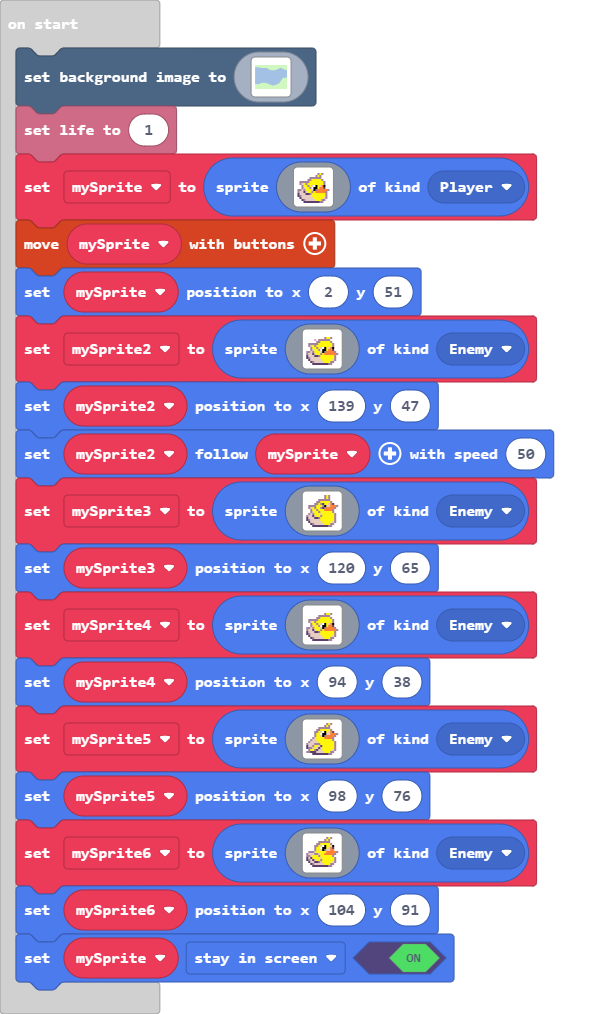 on start
set background image to
set life to 1
set mySprite to sprite of kind Player
move mySprite with buttons
set mySprite position to x 2 y 51
set mySprite2 to sprite of kind Enemy
set mySprite2 position to x 139 y 47
set mySprite2 follow mySprite with speed 50
set mySprite3 to sprite of kind Enemy
set mySprite3 position to x 120 y 65
set mySprite4 to sprite of kind Enemy
set mySprite4 position to x 94 y 38
set mySprite5 to sprite of kind Enemy
set mySprite5 position to x 98 y 76
set mySprite6 to sprite of kind Enemy
set mySprite6 position to x 104 y 91
set mySprite stay in screen ON